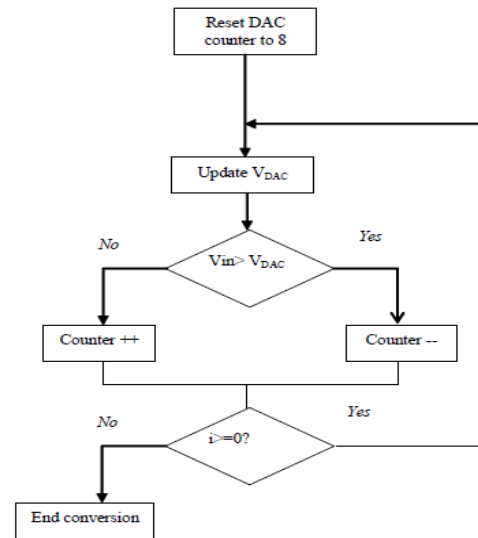 Reset DAC
counter to 8
Update VDAC
No
Yes
Vin> VDAC
Counter ++
Counter --
No
Yes
i>=0?
End conversion